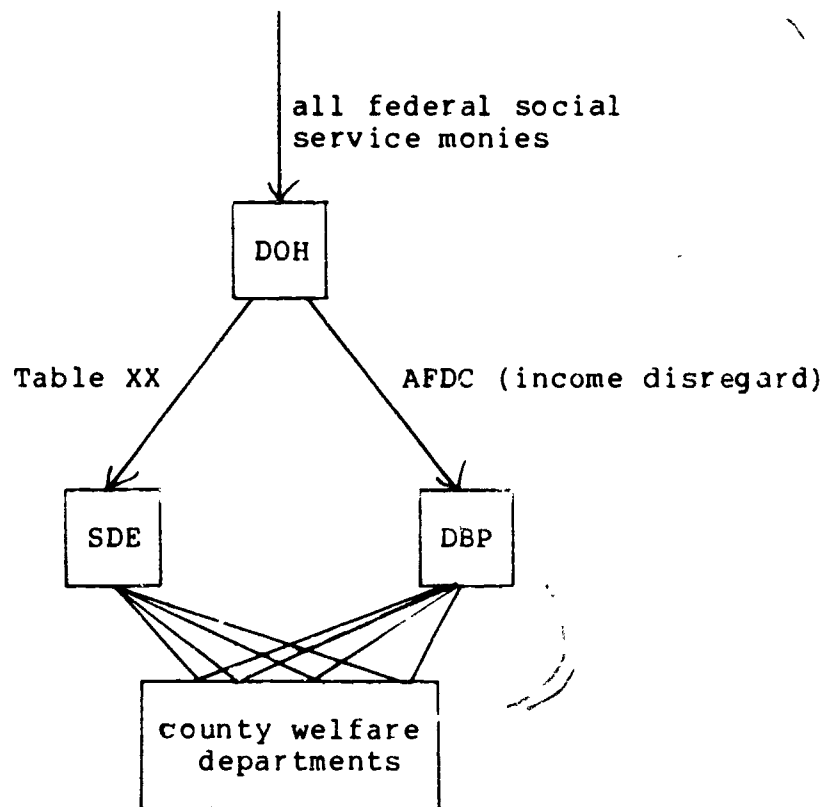 all federal social
service monies
DOH
Table XX
AFDC (income disregard)
SDE
DBP
county welfare
departments